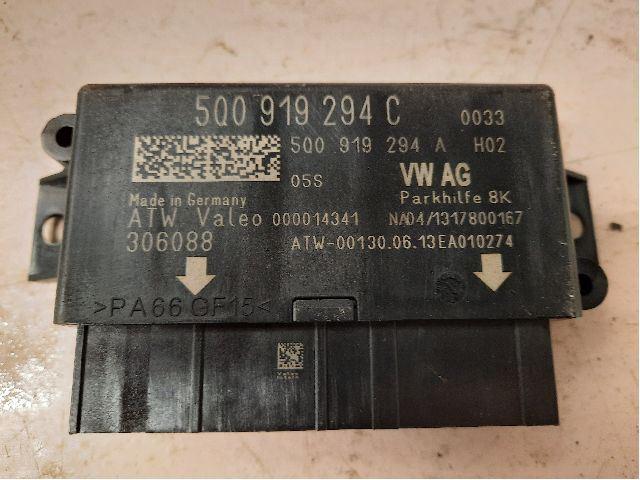 5Q0 919 294 C 0033
5Q0 919 294 A H02
05S VW AG
Made in Germany Parkhilfe 8K
ATW Valeo 000014341 NA04/1317800167
306088 ATW-00130.06.13EA010274
>PA66 GF15<
Valeo